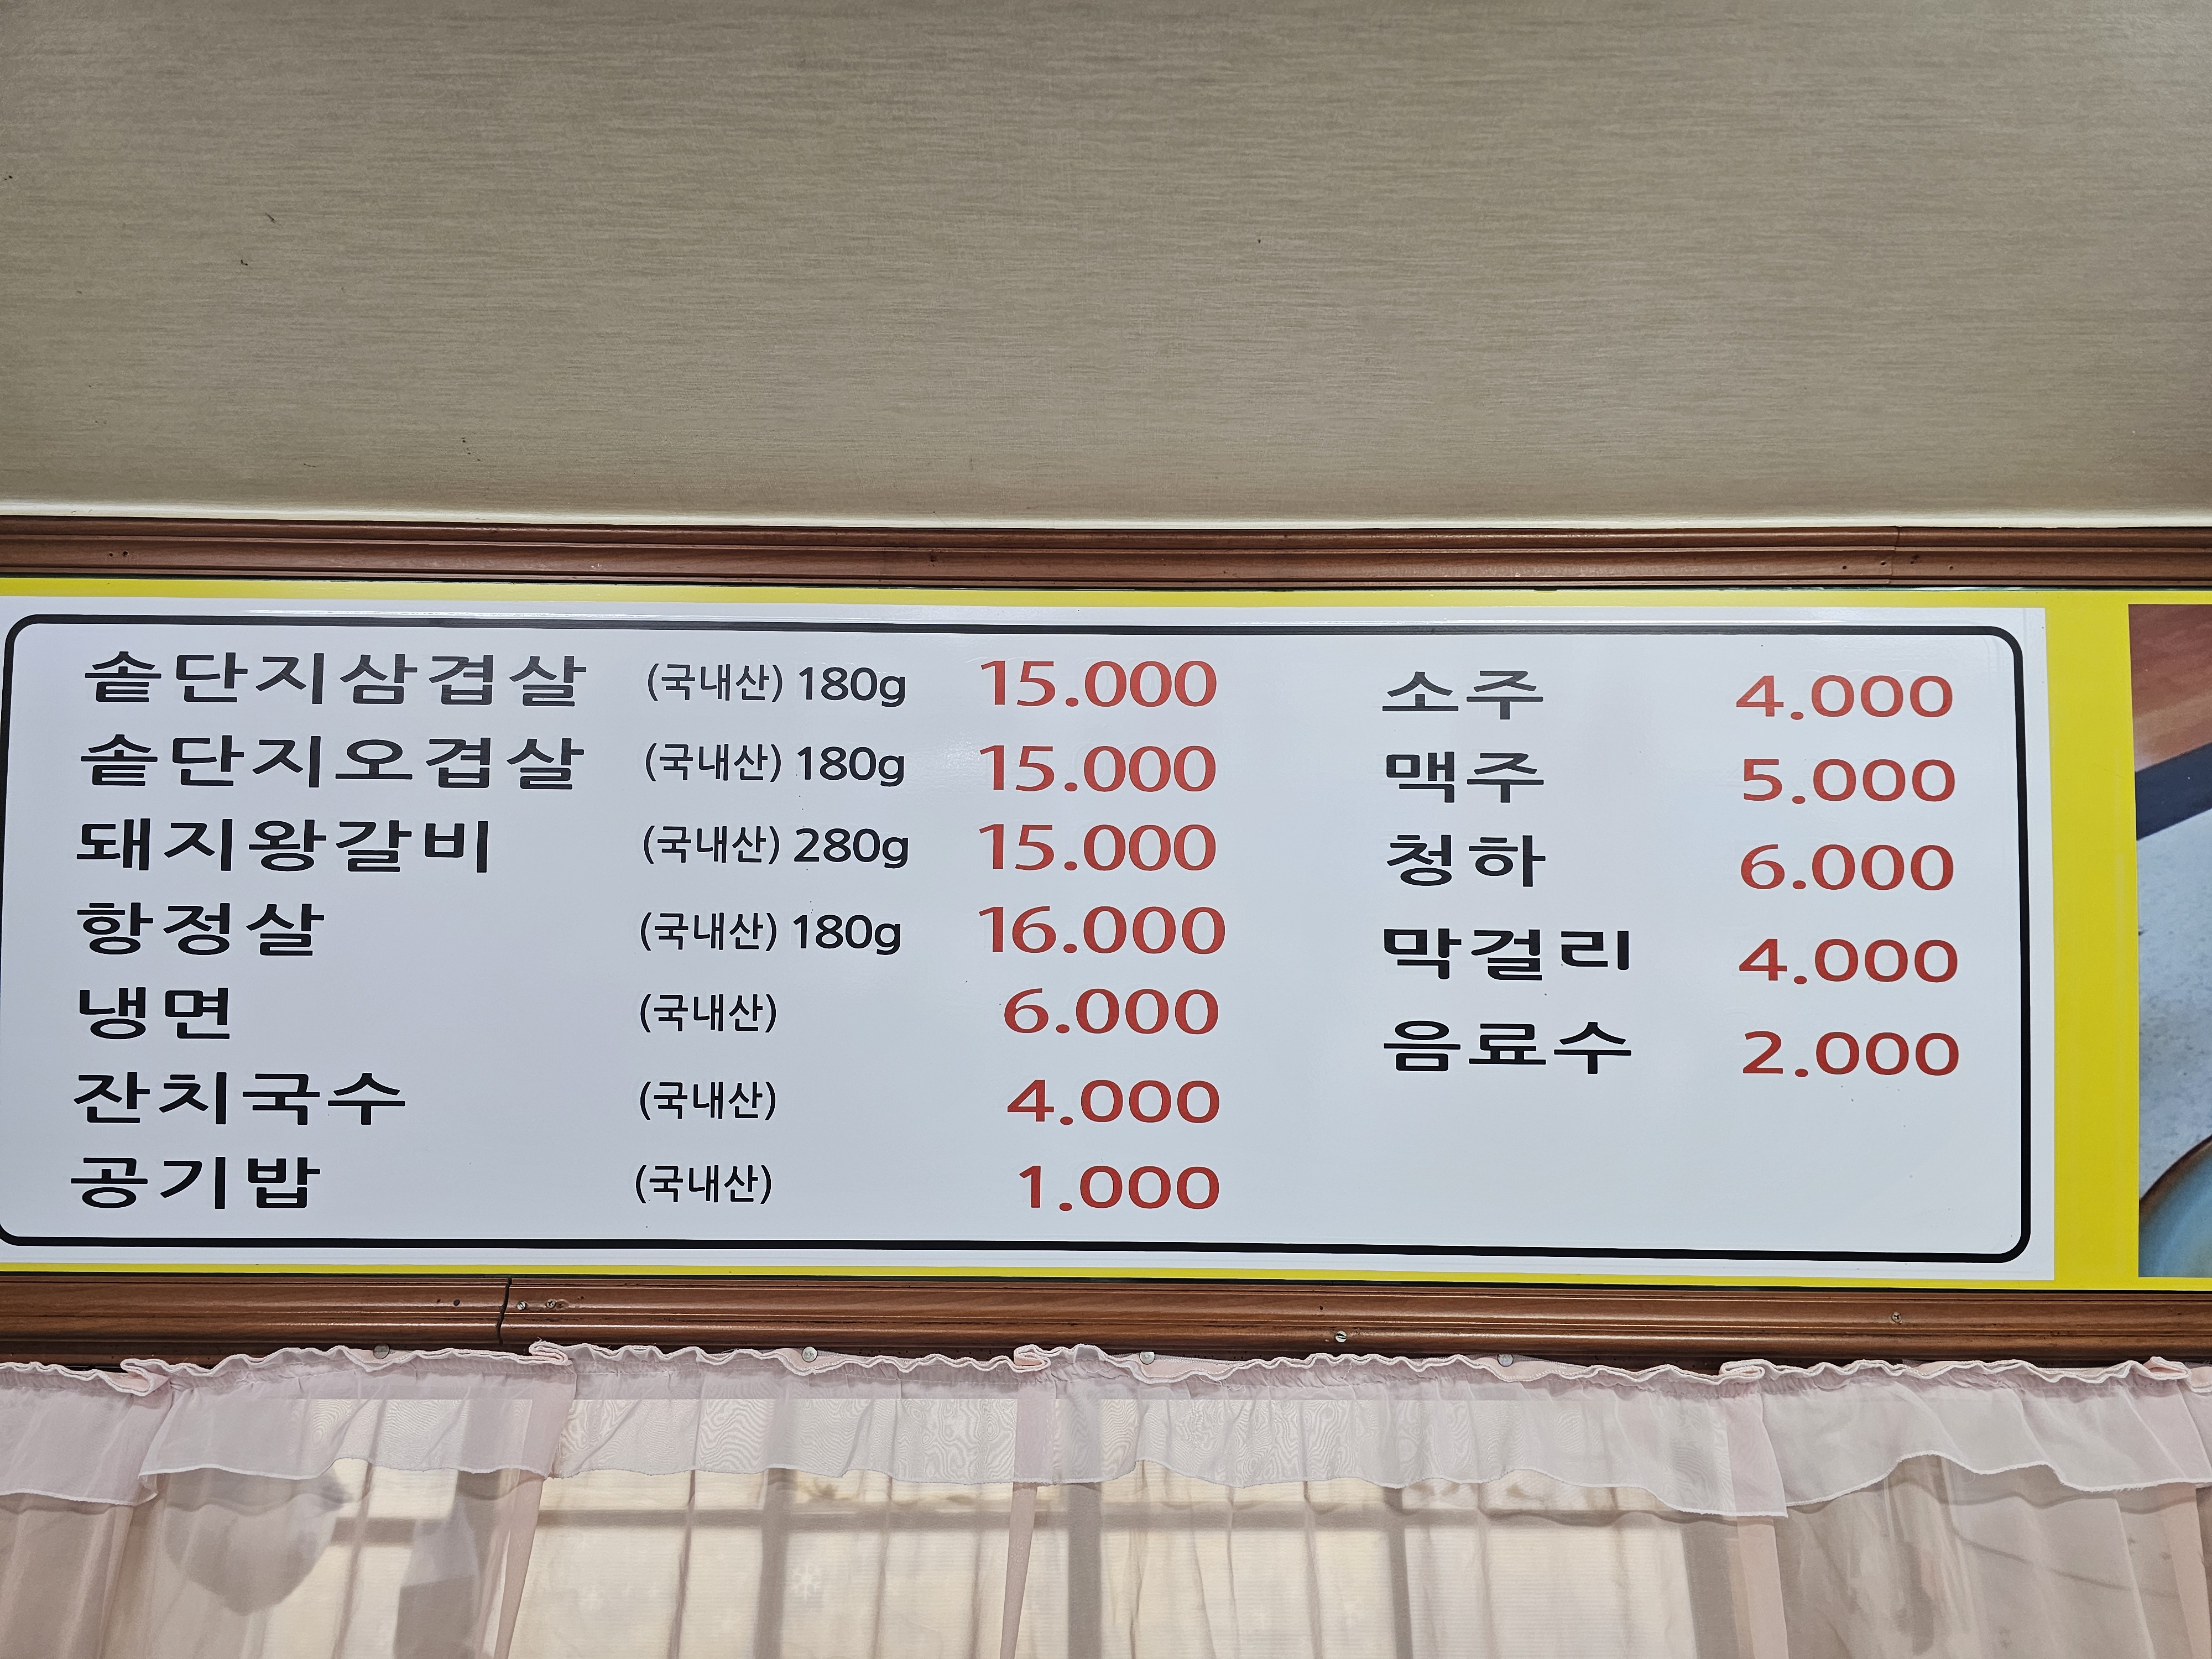 솥단지삼겹살 (국내산) 180g 15.000
솥단지오겹살 (국내산) 180g 15.000
돼지왕갈비 (국내산) 280g 15.000
항정살 (국내산) 180g 16.000
냉면 (국내산) 6.000
잔치국수 (국내산) 4.000
공기밥 (국내산) 1.000
소주 4.000
맥주 5.000
청하 6.000
막걸리 4.000
음료수 2.000